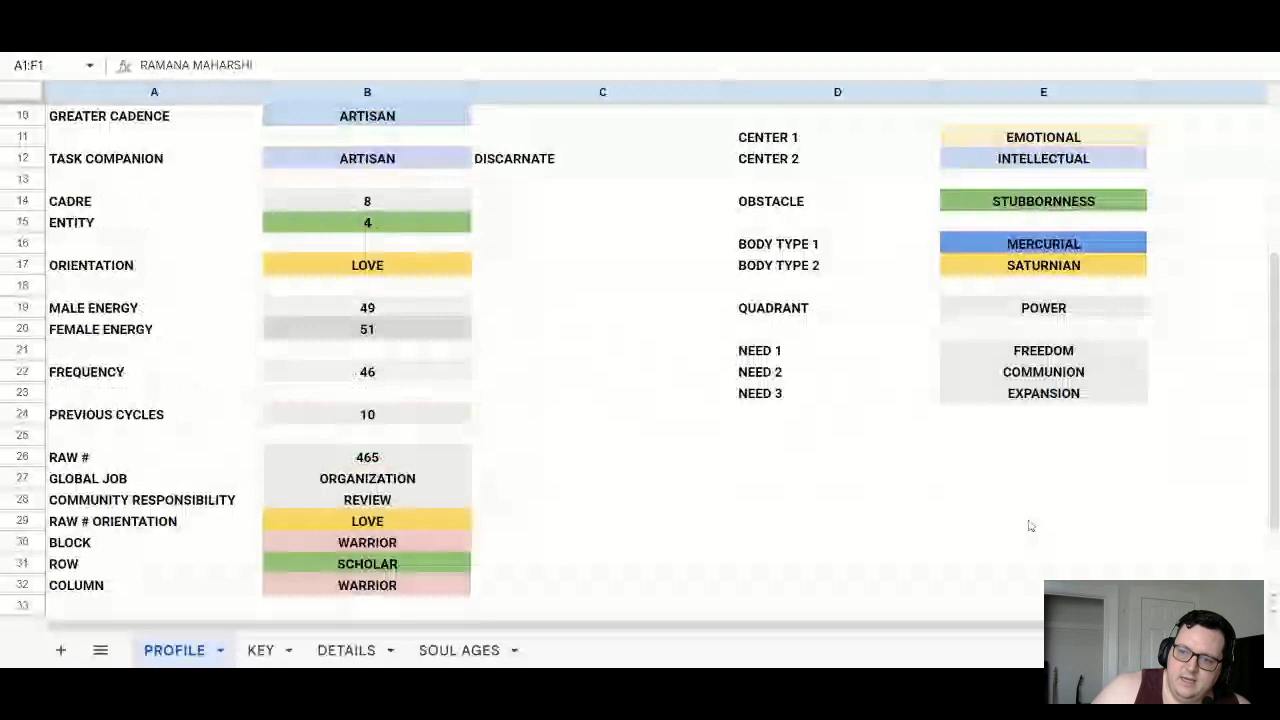 A1:F1 fx RAMANA MAHARSHI
A B C D E
10 GREATER CADENCE ARTISAN
11 CENTER 1 EMOTIONAL
12 TASK COMPANION ARTISAN DISCARNATE CENTER 2 INTELLECTUAL
13
14 CADRE 8 OBSTACLE STUBBORNNESS
15 ENTITY 4
16 BODY TYPE 1 MERCURIAL
17 ORIENTATION LOVE BODY TYPE 2 SATURNIAN
18
19 MALE ENERGY 49 QUADRANT POWER
20 FEMALE ENERGY 51
21 NEED 1 FREEDOM
22 FREQUENCY 46 NEED 2 COMMUNION
23 NEED 3 EXPANSION
24 PREVIOUS CYCLES 10
25
26 RAW # 465
27 GLOBAL JOB ORGANIZATION
28 COMMUNITY RESPONSIBILITY REVIEW
29 RAW # ORIENTATION LOVE
30 BLOCK WARRIOR
31 ROW SCHOLAR
32 COLUMN WARRIOR
33
PROFILE KEY DETAILS SOUL AGES